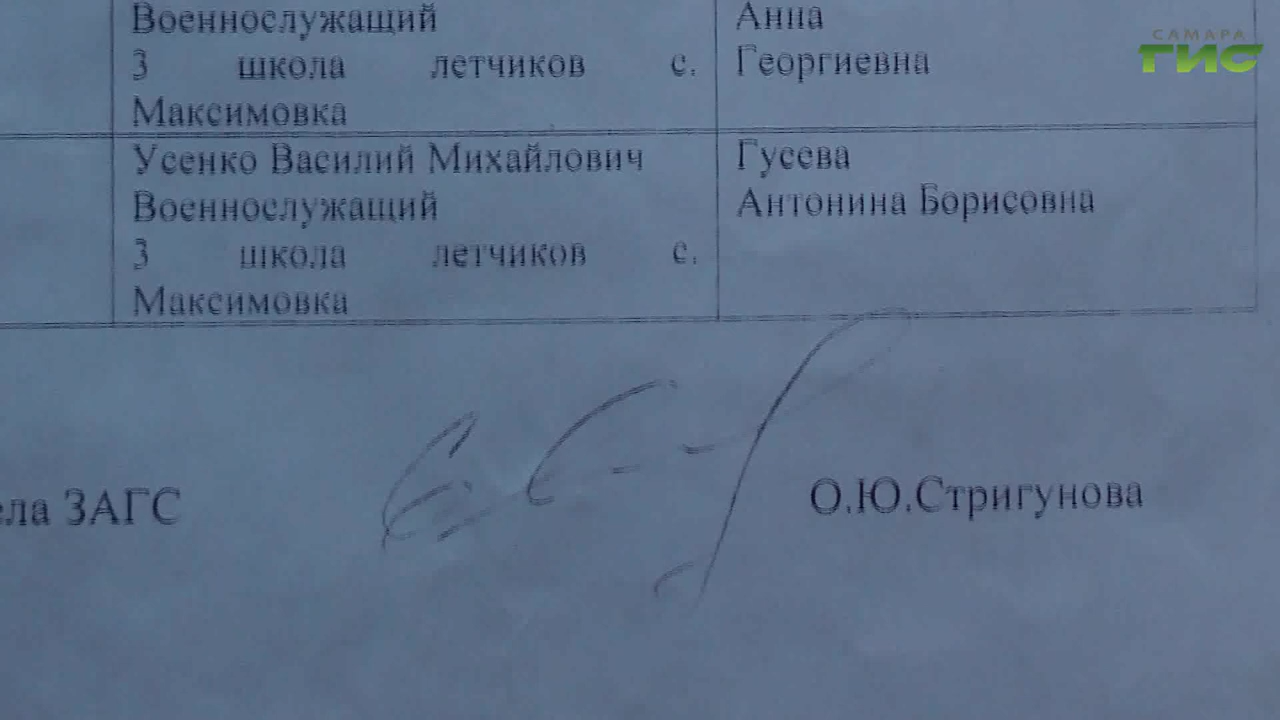 Военнослужащий
3 школа летчиков с.
Максимовка
Анна
Георгиевна
Усенко Василий Михайлович
Военнослужащий
3 школа летчиков с.
Максимовка
Гусева
Антонина Борисовна
ела ЗАГС
О.Ю.Стригунова
САМАРА
ГИС